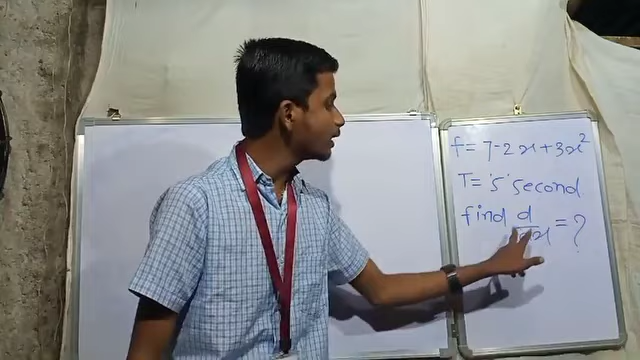 f = 7-2x+3x²
T = '5' second
find d/dx = ?